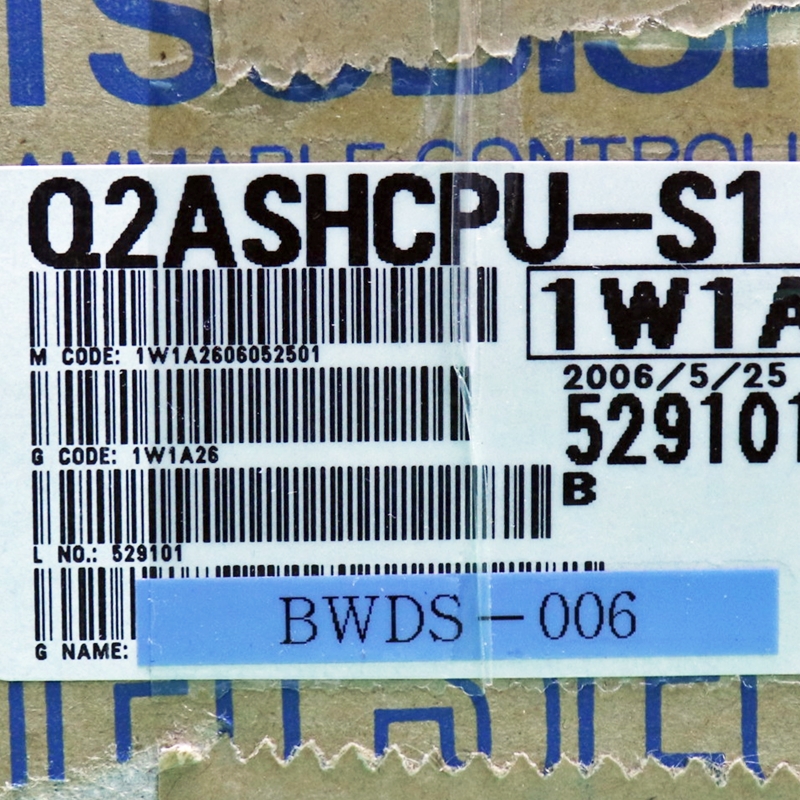 Q2ASHCPU-S1
1W1A
M CODE: 1W1A2606052501
2006/5/25
529101
G CODE: 1W1A26
B
L NO.: 529101
BWDS-006
G NAME: